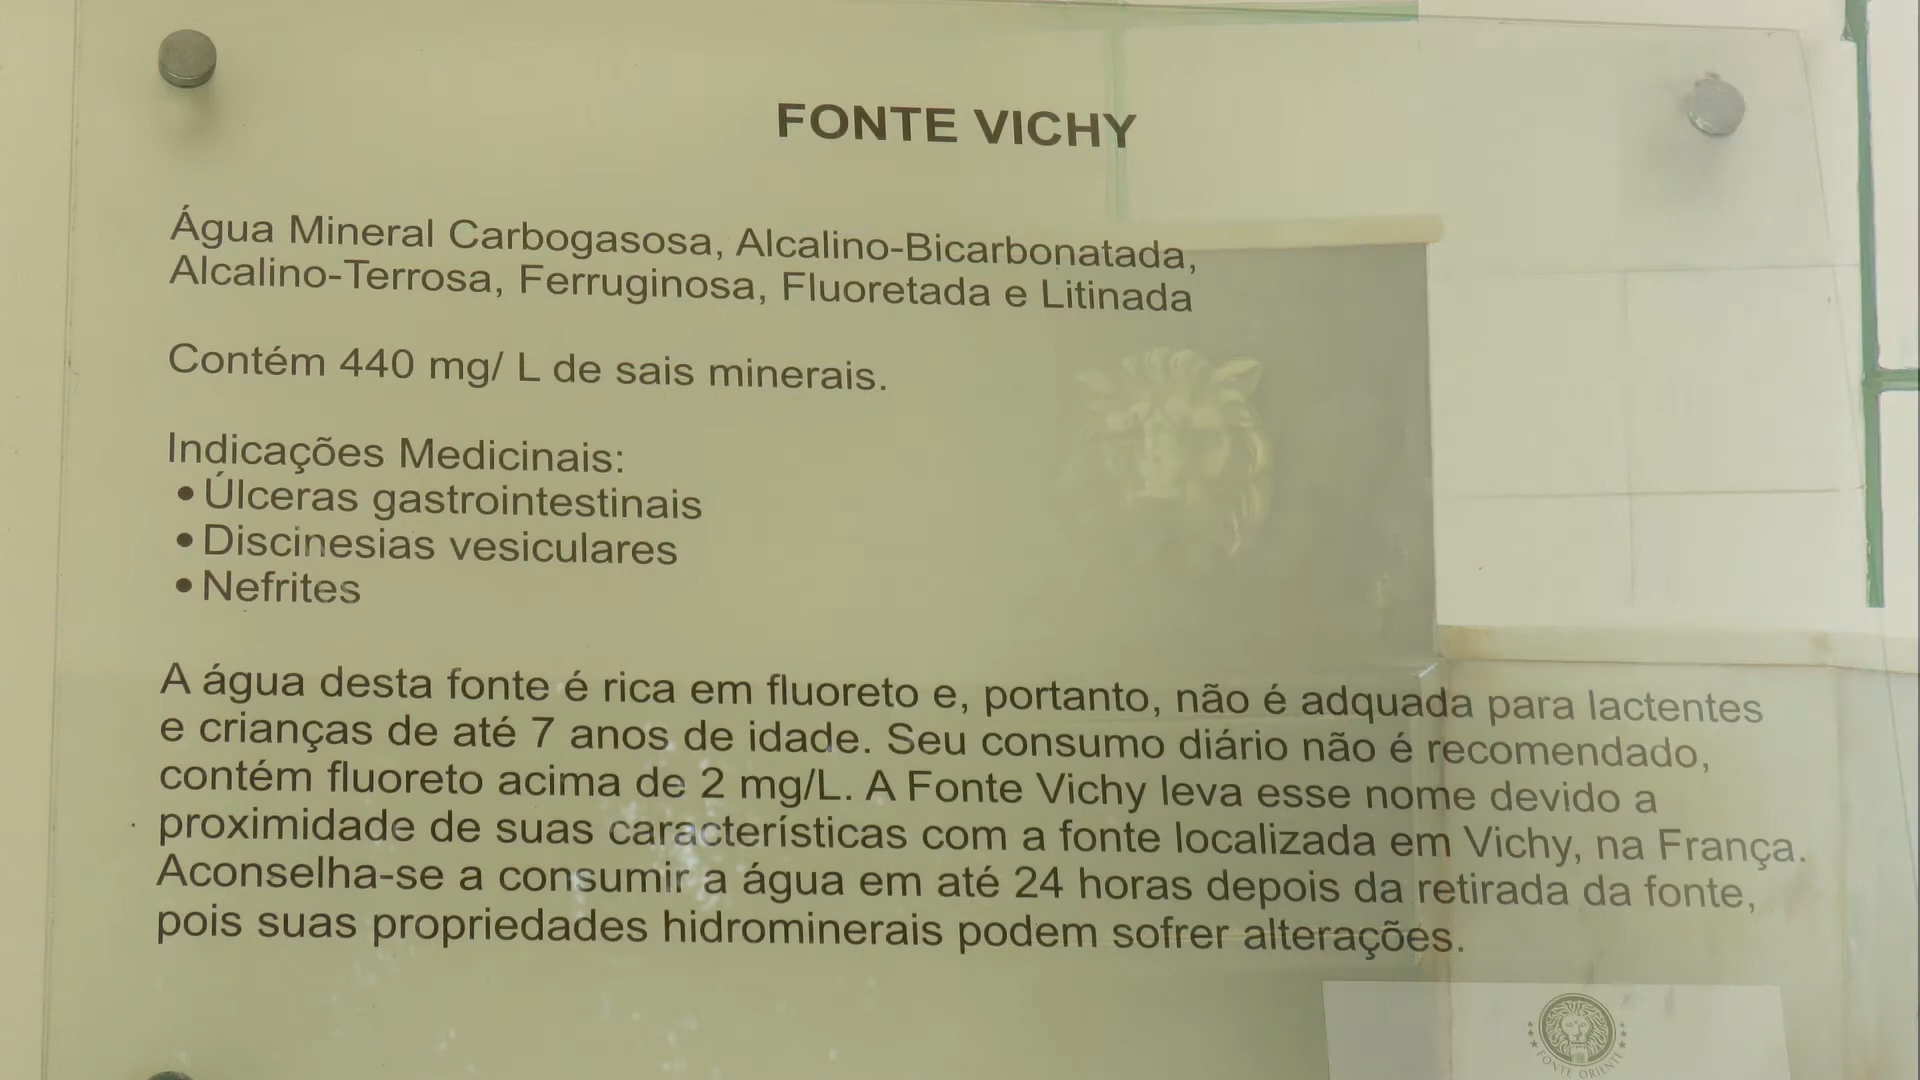 FONTE VICHY
Água Mineral Carbogasosa, Alcalino-Bicarbonatada,
Alcalino-Terrosa, Ferruginosa, Fluoretada e Litinada
Contém 440 mg/ L de sais minerais.
Indicações Medicinais:
• Úlceras gastrointestinais
• Discinesias vesiculares
• Nefrites
A água desta fonte é rica em fluoreto e, portanto, não é adquada para lactentes
e crianças de até 7 anos de idade. Seu consumo diário não é recomendado,
contém fluoreto acima de 2 mg/L. A Fonte Vichy leva esse nome devido a
proximidade de suas características com a fonte localizada em Vichy, na França.
Aconselha-se a consumir a água em até 24 horas depois da retirada da fonte,
pois suas propriedades hidrominerais podem sofrer alterações.
FONTE ORIENTE